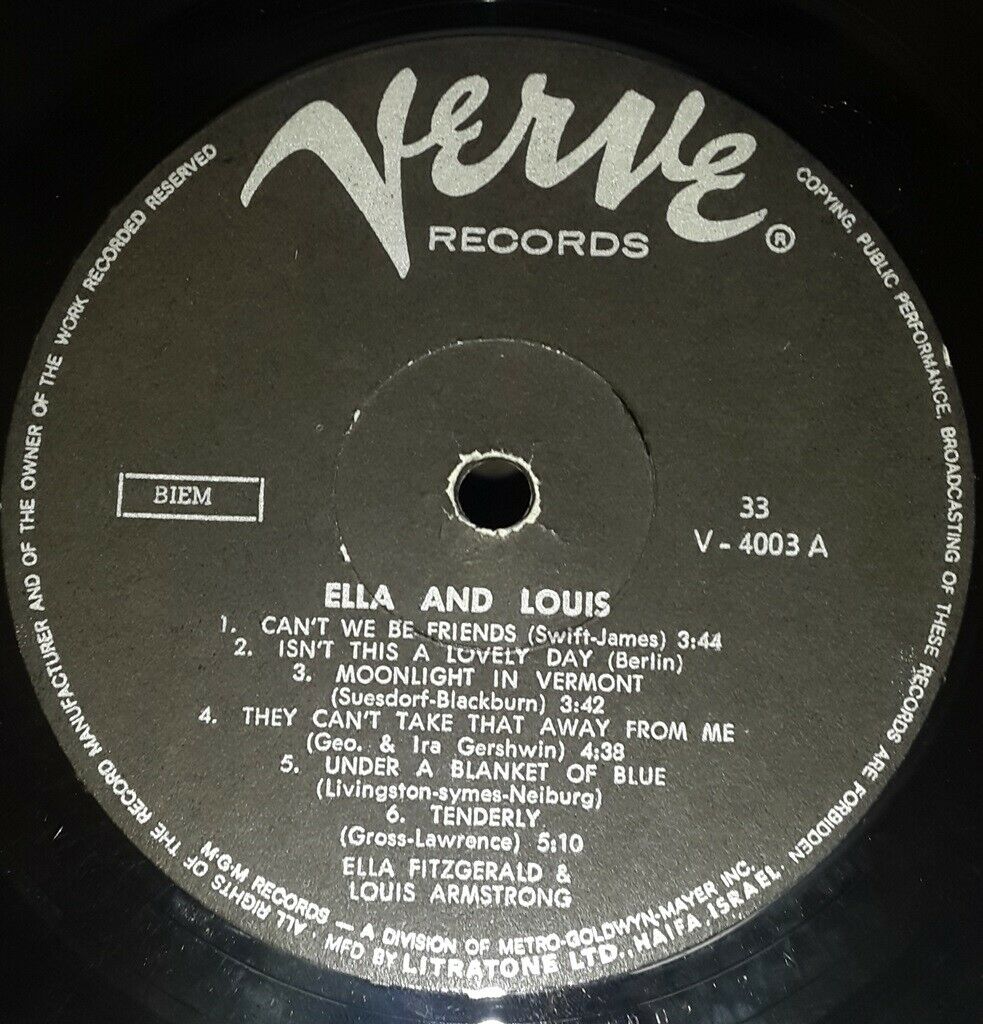 Verve
RECORDS ®
BIEM
33
V - 4003 A
ELLA AND LOUIS
1. CAN'T WE BE FRIENDS (Swift-James) 3:44
2. ISN'T THIS A LOVELY DAY (Berlin)
3. MOONLIGHT IN VERMONT
(Suesdorf-Blackburn) 3:42
4. THEY CAN'T TAKE THAT AWAY FROM ME
(Geo. & Ira Gershwin) 4:38
5. UNDER A BLANKET OF BLUE
(Livingston-symes-Neiburg)
6. TENDERLY
(Gross-Lawrence) 5:10
ELLA FITZGERALD &
LOUIS ARMSTRONG
M·G·M RECORDS — A DIVISION OF METRO-GOLDWYN-MAYER INC.
ALL RIGHTS OF THE RECORD MANUFACTURER AND OF THE OWNER OF THE WORK RECORDED RESERVED
COPYING, PUBLIC PERFORMANCE, BROADCASTING OF THESE RECORDS ARE FORBIDDEN
. MFD BY LITRATONE LTD., HAIFA ISRAEL.